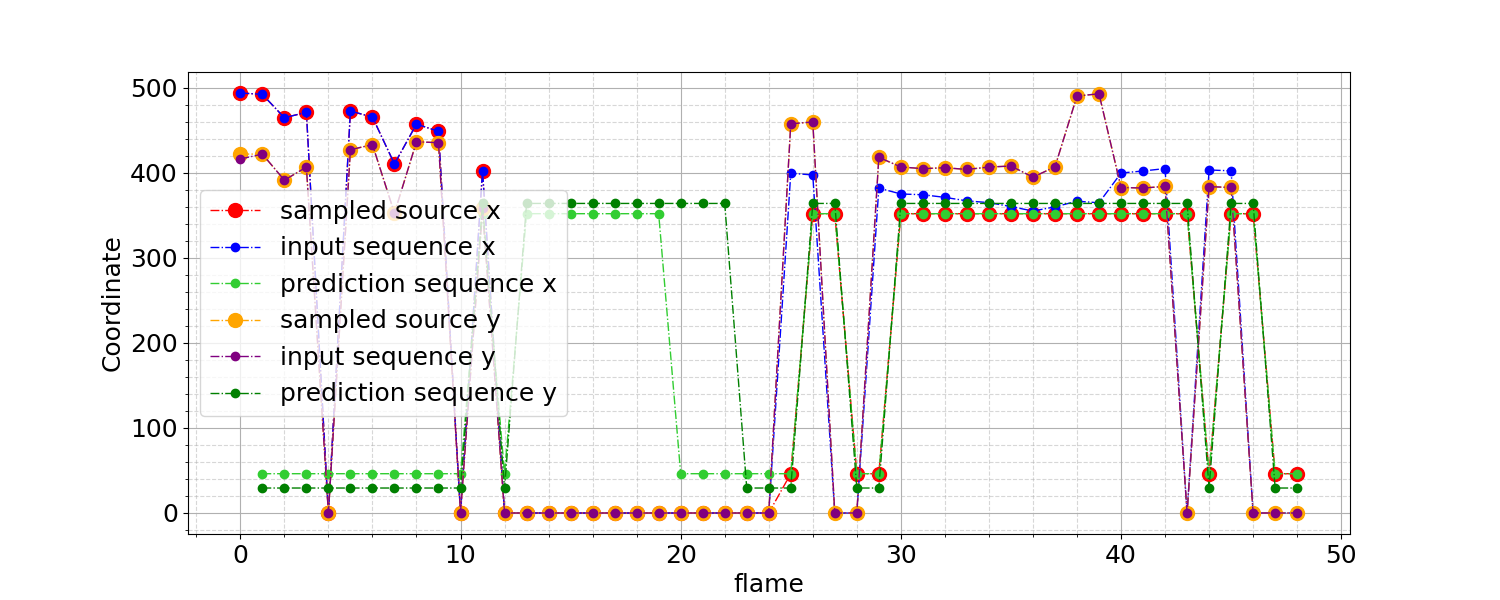 500
400
300
200
100
0
Coordinate
sampled source x
input sequence x
prediction sequence x
sampled source y
input sequence y
prediction sequence y
0 10 20 30 40 50
flame